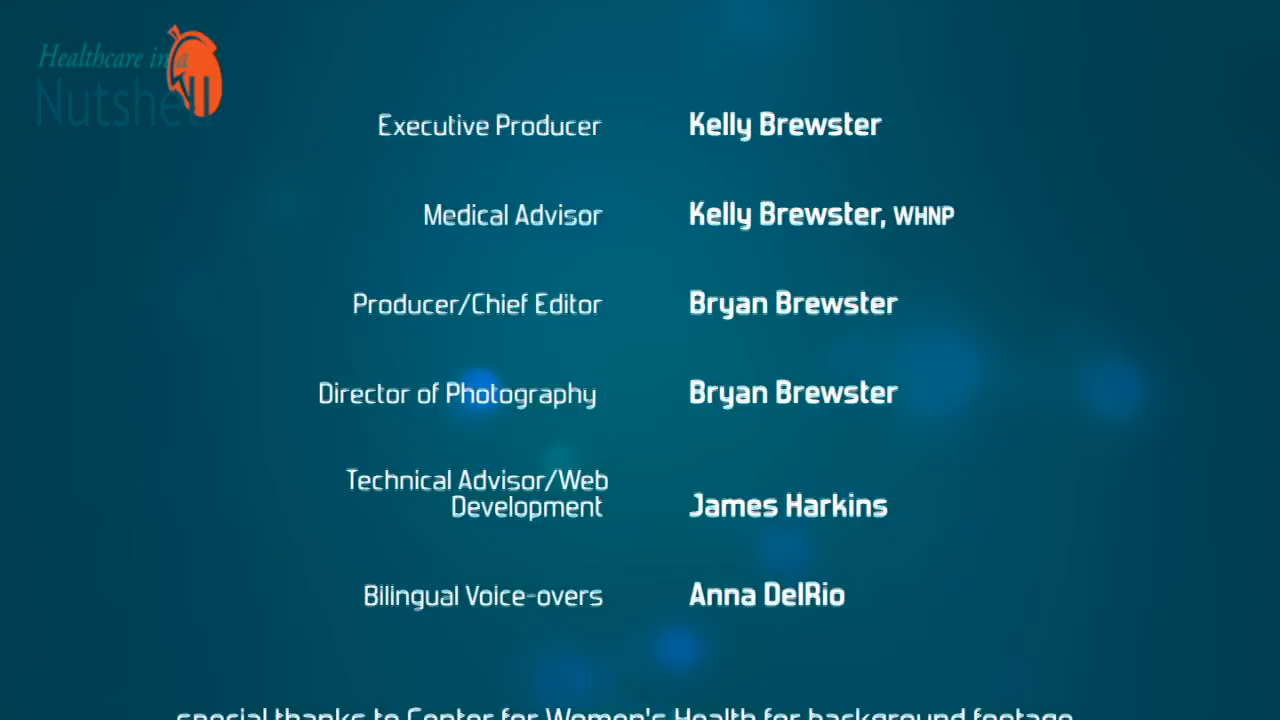 Healthcare in a
Nutshell
Executive Producer Kelly Brewster
Medical Advisor Kelly Brewster, WHNP
Producer/Chief Editor Bryan Brewster
Director of Photography Bryan Brewster
Technical Advisor/Web
Development James Harkins
Bilingual Voice-overs Anna DelRio
special thanks to Center for Women's Health for background footage